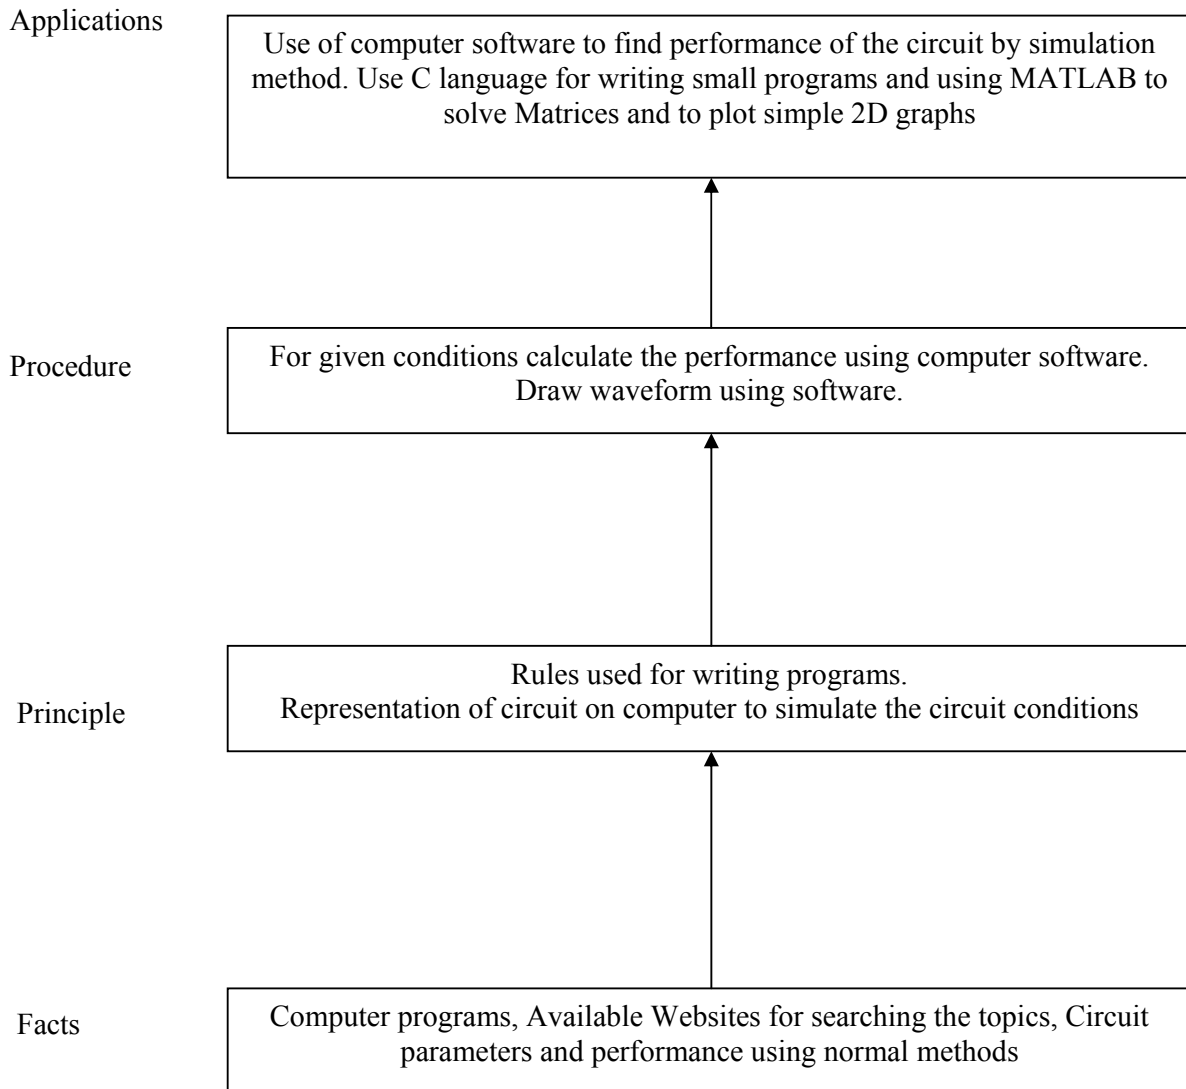 Applications
Use of computer software to find performance of the circuit by simulation
method. Use C language for writing small programs and using MATLAB to
solve Matrices and to plot simple 2D graphs
Procedure
For given conditions calculate the performance using computer software.
Draw waveform using software.
Principle
Rules used for writing programs.
Representation of circuit on computer to simulate the circuit conditions
Facts
Computer programs, Available Websites for searching the topics, Circuit
parameters and performance using normal methods